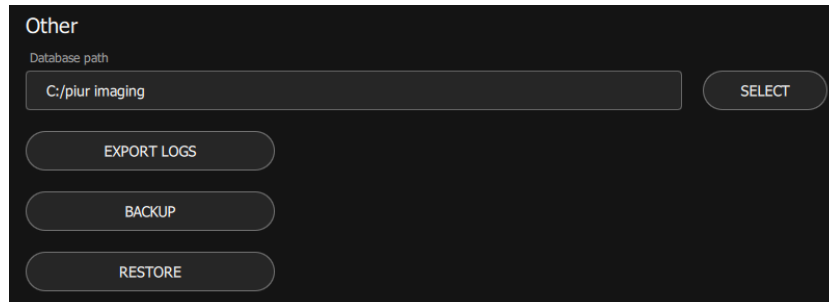 Other
Database path
C:/piur imaging
SELECT
EXPORT LOGS
BACKUP
RESTORE